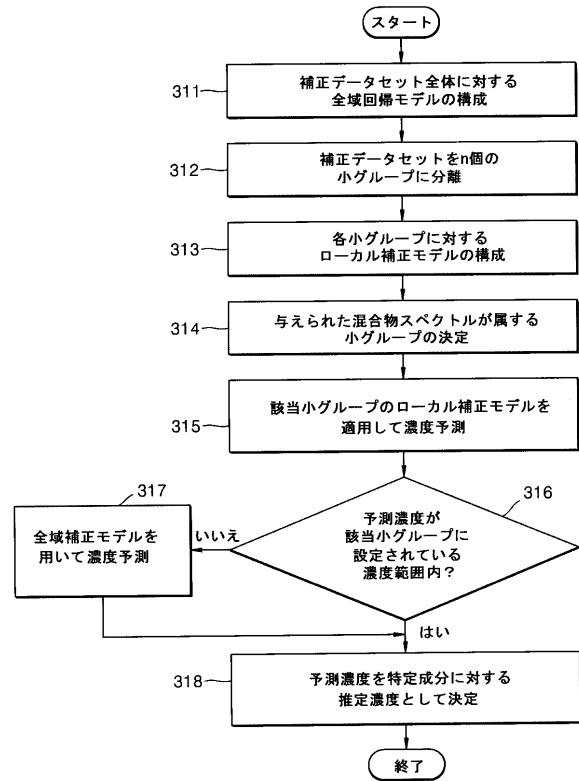 スタート
311
補正データセット全体に対する
全域回帰モデルの構成
312
補正データセットをn個の
小グループに分離
313
各小グループに対する
ローカル補正モデルの構成
314
与えられた混合物スペクトルが属する
小グループの決定
315
該当小グループのローカル補正モデルを
適用して濃度予測
316
予測濃度が
該当小グループに
設定されている
濃度範囲内？
317
いいえ
全域補正モデルを
用いて濃度予測
はい
318
予測濃度を特定成分に対する
推定濃度として決定
終了